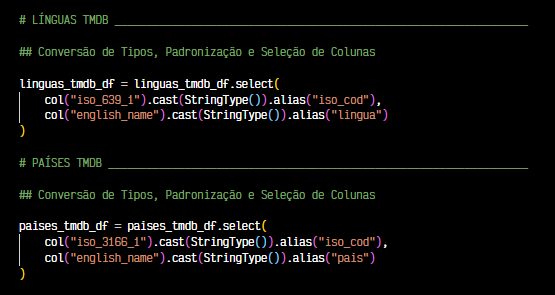 # LÍNGUAS TMDB ___________________________________________________________________
## Conversão de Tipos, Padronização e Seleção de Colunas
linguas_tmdb_df = linguas_tmdb_df.select(
    col("iso_639_1").cast(StringType()).alias("iso_cod"),
    col("english_name").cast(StringType()).alias("lingua")
)
# PAÍSES TMDB ____________________________________________________________________
## Conversão de Tipos, Padronização e Seleção de Colunas
paises_tmdb_df = paises_tmdb_df.select(
    col("iso_3166_1").cast(StringType()).alias("iso_cod"),
    col("english_name").cast(StringType()).alias("pais")
)